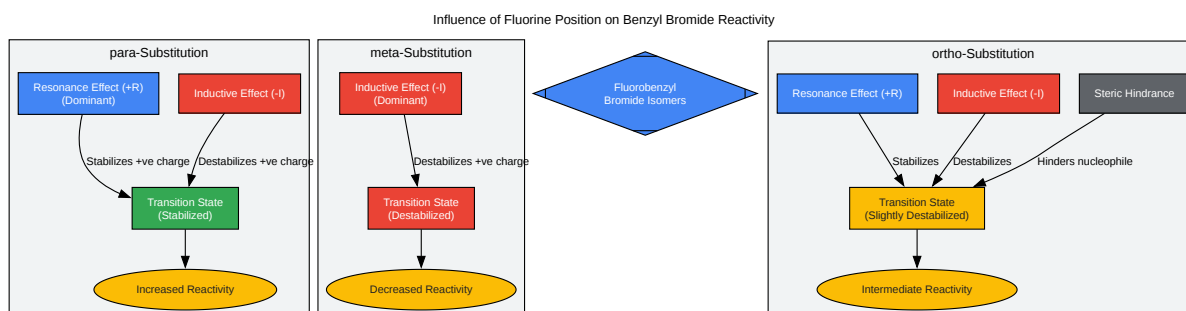 Influence of Fluorine Position on Benzyl Bromide Reactivity
para-Substitution
Resonance Effect (+R)
(Dominant)
Inductive Effect (-I)
Stabilizes +ve charge
Destabilizes +ve charge
Transition State
(Stabilized)
Increased Reactivity
meta-Substitution
Inductive Effect (-I)
(Dominant)
Destabilizes +ve charge
Transition State
(Destabilized)
Decreased Reactivity
Fluorobenzyl
Bromide Isomers
ortho-Substitution
Resonance Effect (+R)
Inductive Effect (-I)
Steric Hindrance
Stabilizes
Destabilizes
Hinders nucleophile
Transition State
(Slightly Destabilized)
Intermediate Reactivity